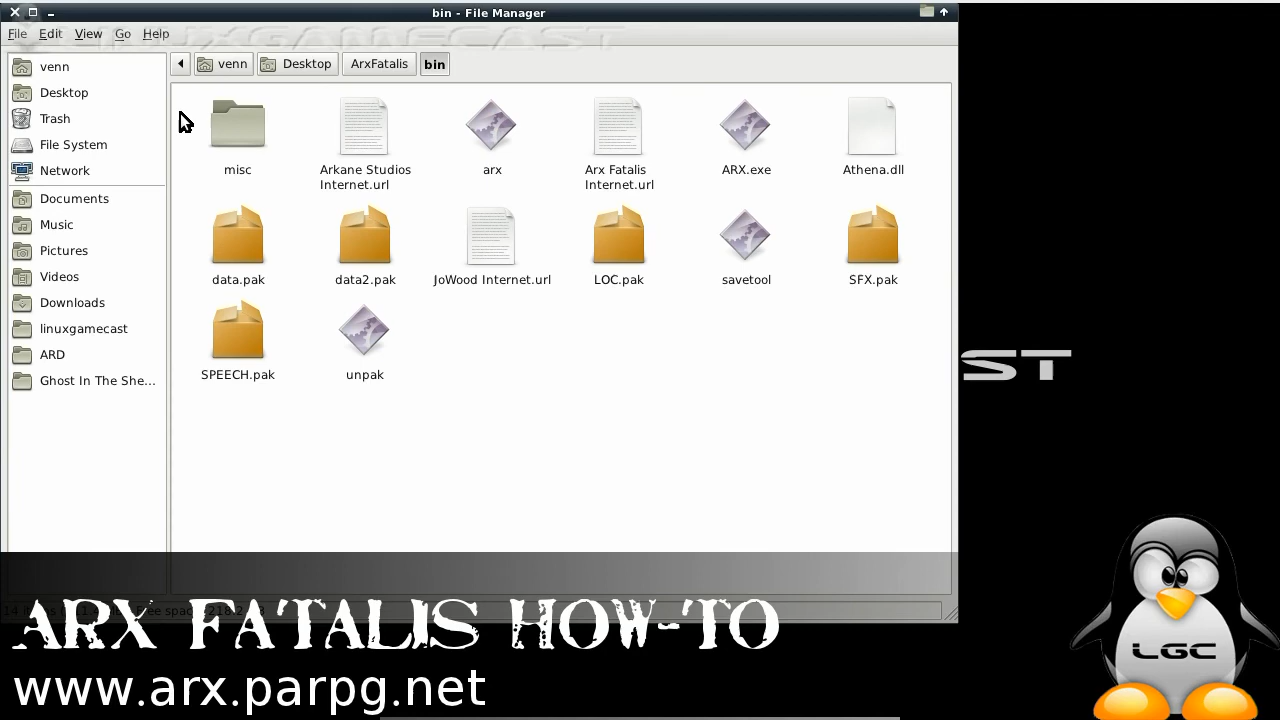 bin - File Manager
File Edit View Go Help
LINUXGAMECAST
venn Desktop ArxFatalis bin
venn
Desktop
Trash
File System
Network
Documents
Music
Pictures
Videos
Downloads
linuxgamecast
ARD
Ghost In The She...
misc
Arkane Studios
Internet.url
arx
Arx Fatalis
Internet.url
ARX.exe
Athena.dll
data.pak
data2.pak
JoWood Internet.url
LOC.pak
savetool
SFX.pak
SPEECH.pak
unpak
ST
LGC
ARX FATALIS HOW-TO
www.arx.parpg.net